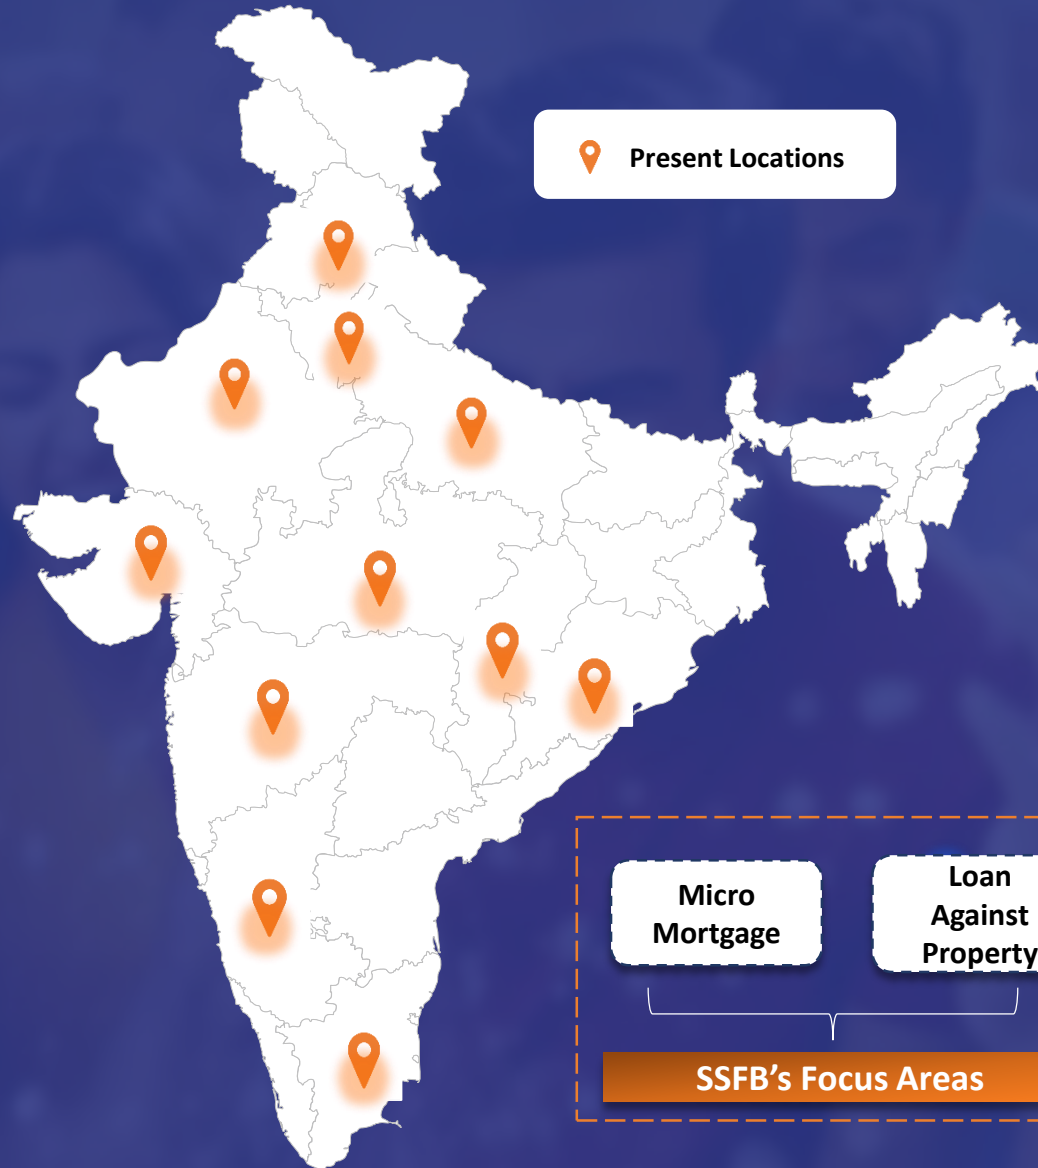 Present Locations
Micro
Mortgage
Loan
Against
Property
SSFB's Focus Areas